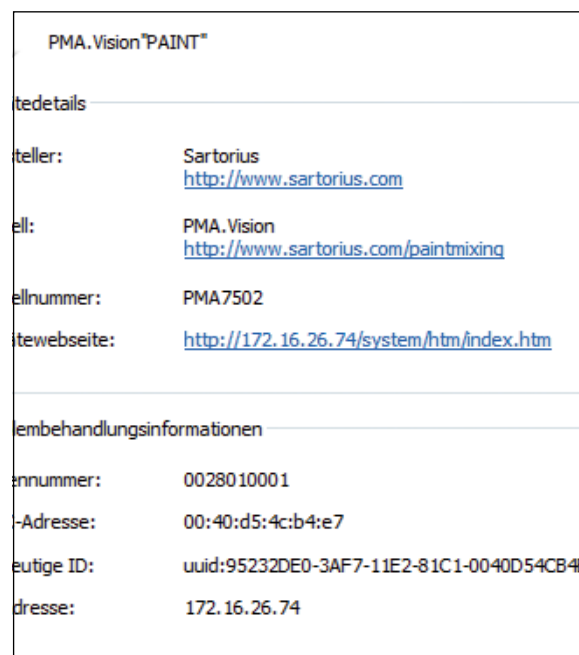 PMA.Vision"PAINT"
tedetails
steller:
Sartorius
http://www.sartorius.com
ell:
PMA.Vision
http://www.sartorius.com/paintmixing
ellnummer:
PMA7502
itewebseite:
http://172.16.26.74/system/htm/index.htm
lembehandlungsinformationen
ennummer:
0028010001
-Adresse:
00:40:d5:4c:b4:e7
eutige ID:
uuid:95232DE0-3AF7-11E2-81C1-0040D54CB4
dresse:
172.16.26.74